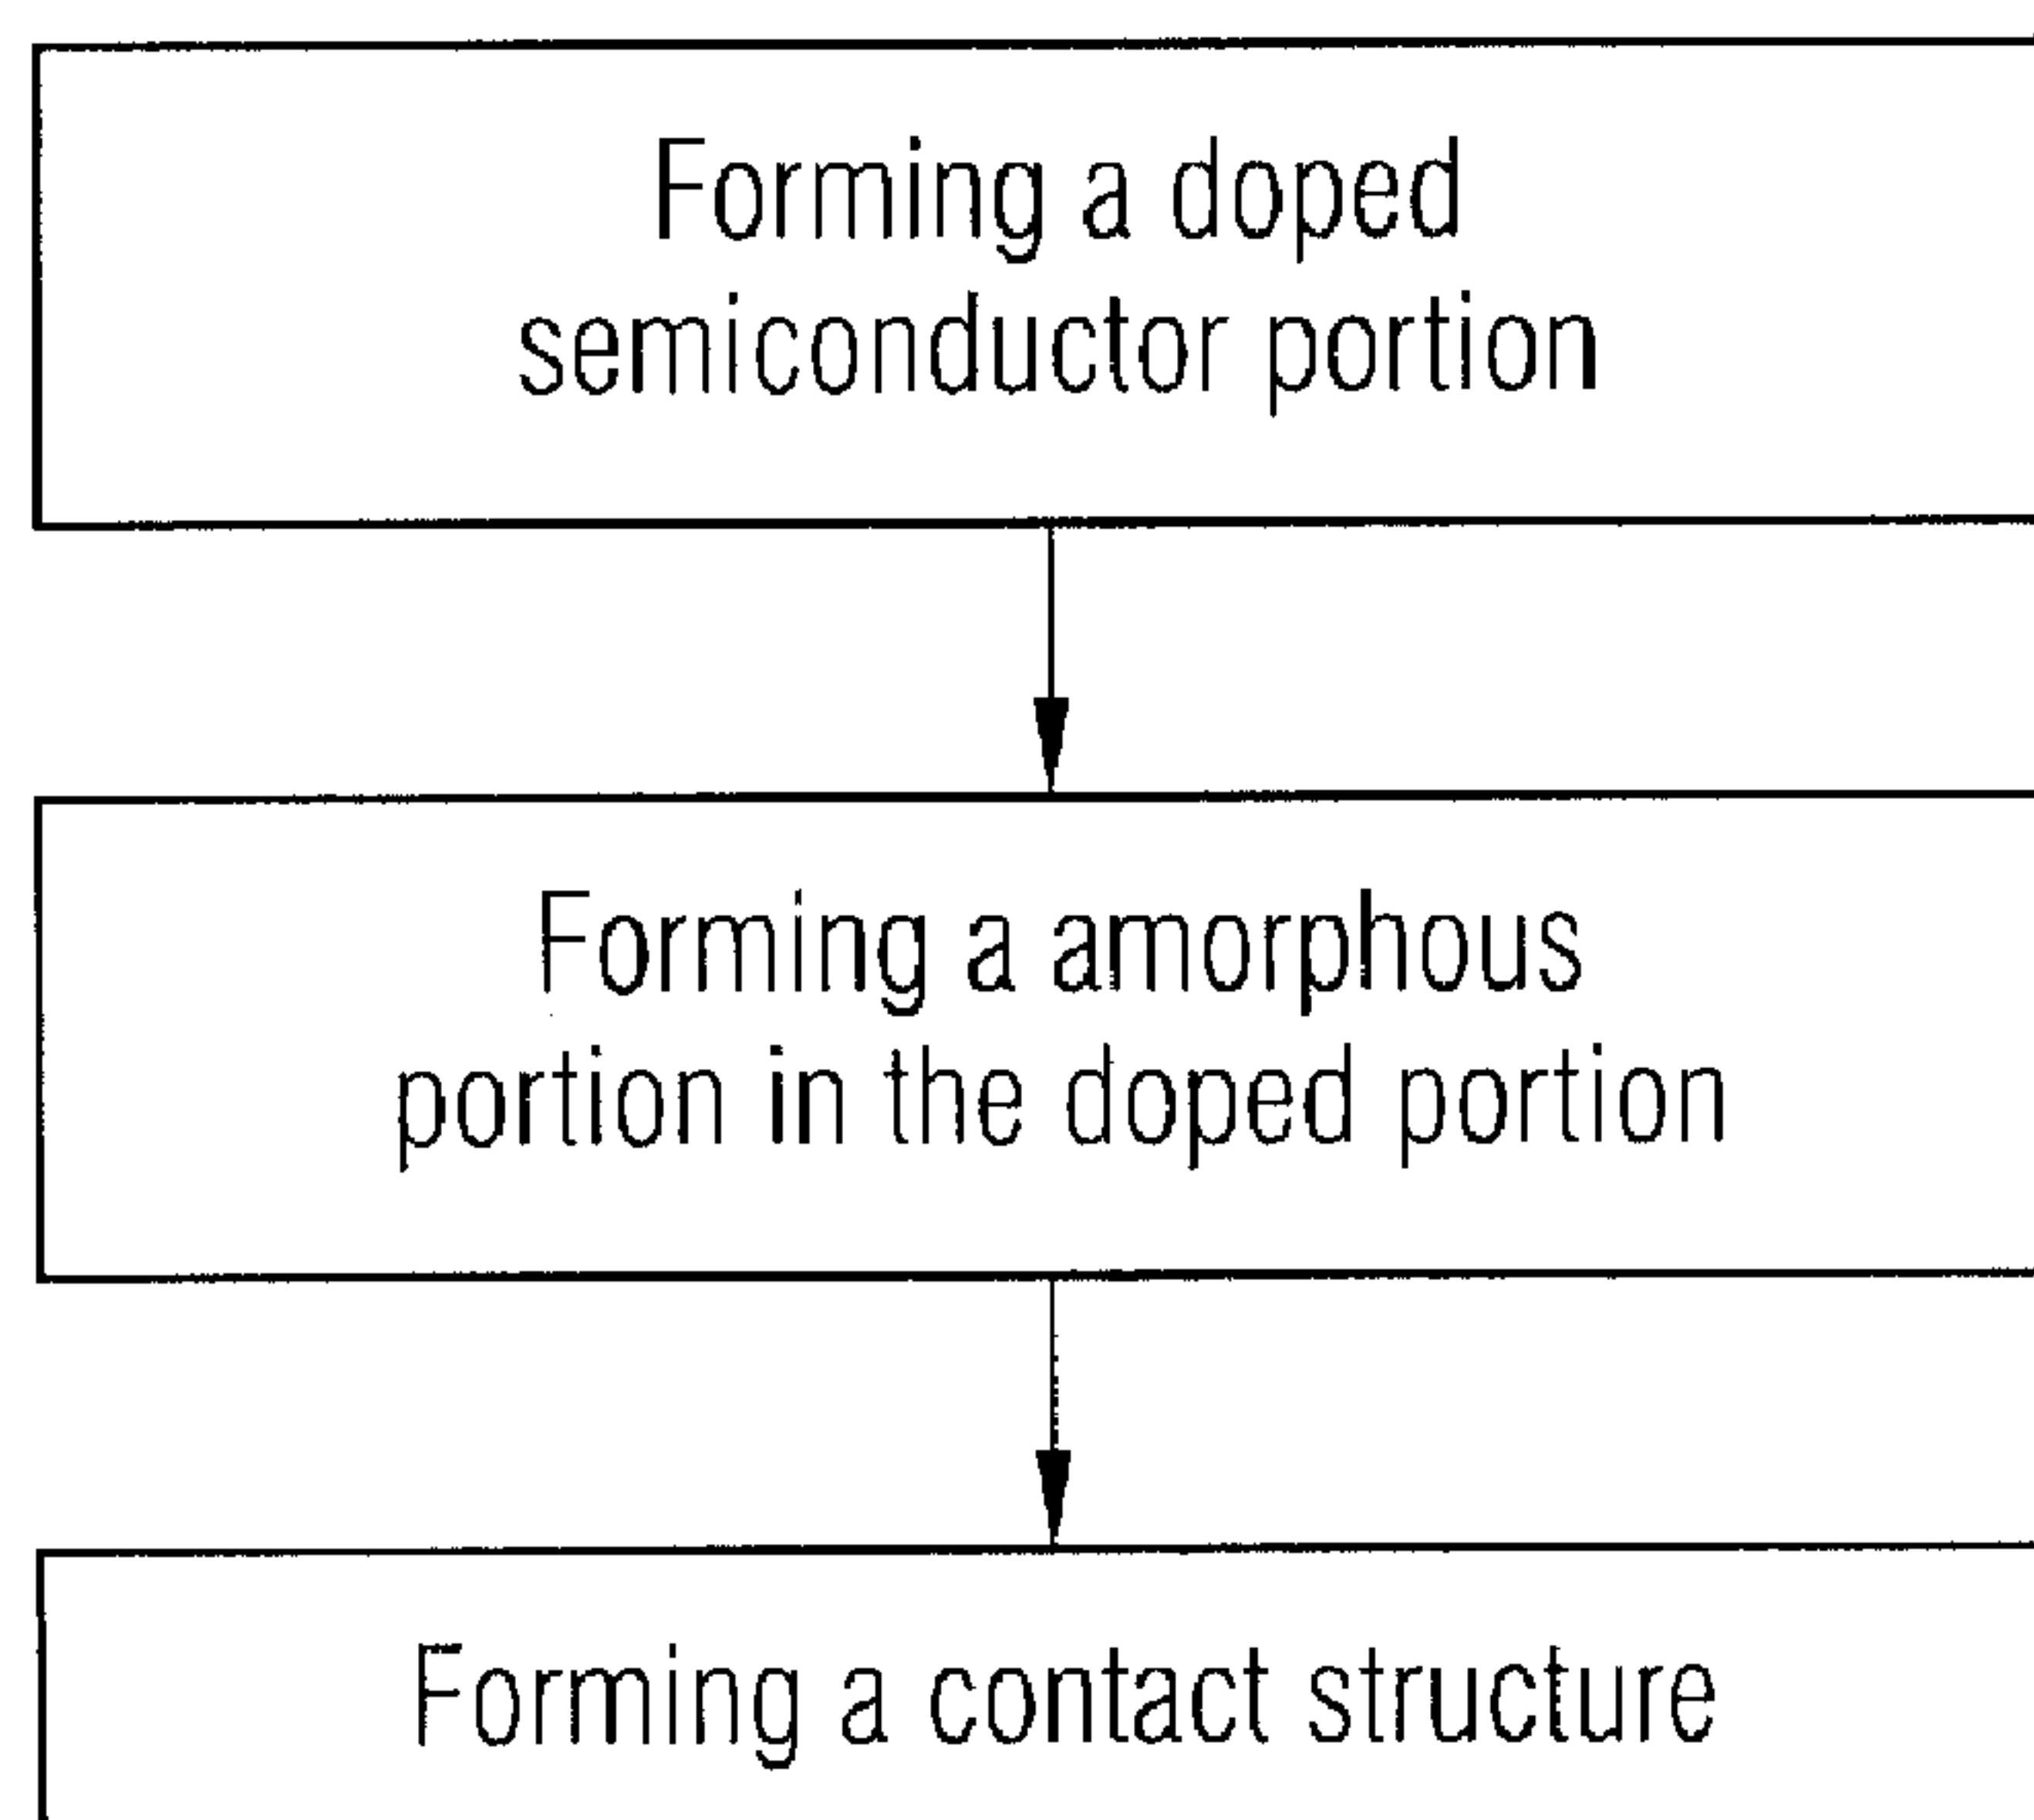 Forming a doped
semiconductor portion
Forming a amorphous
portion in the doped portion
Forming a contact structure